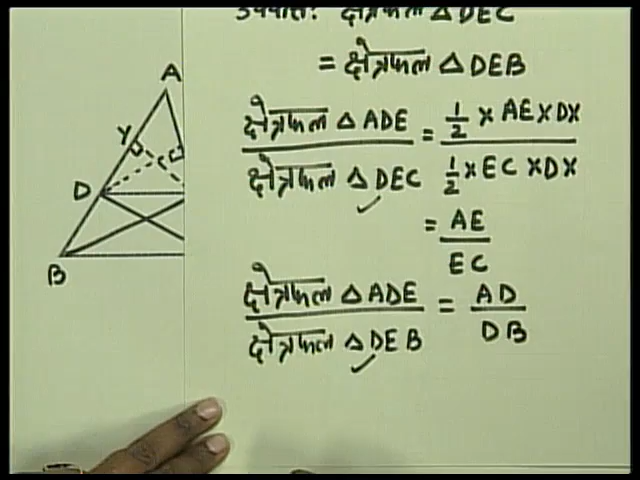 उपपत्ति: क्षेत्रफल Δ DEC
= क्षेत्रफल Δ DEB
क्षेत्रफल Δ ADE = 1/2 × AE × DX
क्षेत्रफल Δ DEC 1/2 × EC × DX
= AE
EC
क्षेत्रफल Δ ADE = AD
क्षेत्रफल Δ DEB DB
A
Y
D
B